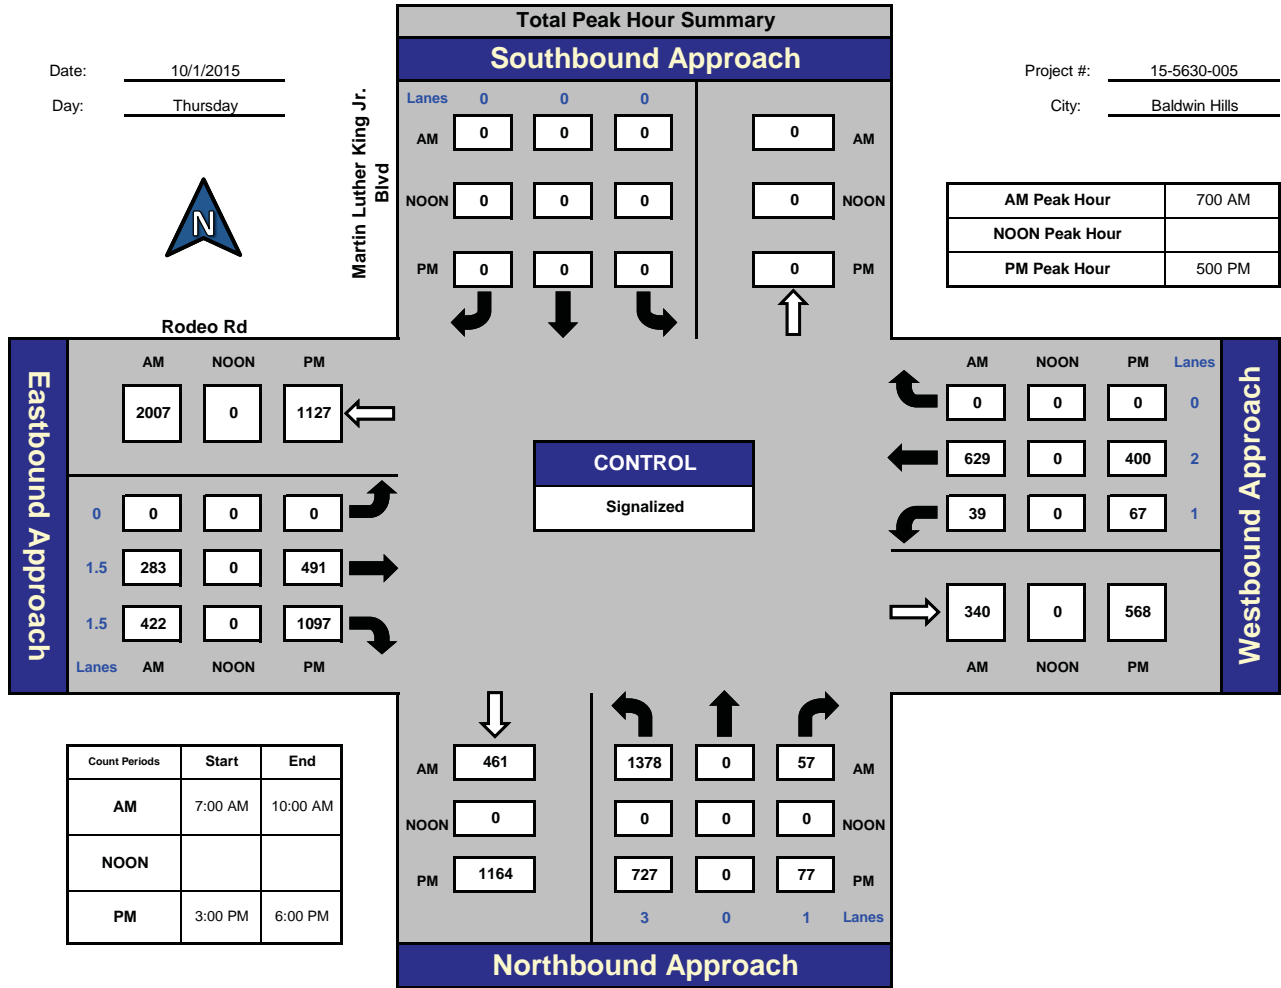 Total Peak Hour Summary
Southbound Approach
Date: 10/1/2015
Day: Thursday
Project #: 15-5630-005
City: Baldwin Hills
Martin Luther King Jr.
Blvd
Lanes 0 0 0
AM 0 0 0 0 AM
NOON 0 0 0 0 NOON
PM 0 0 0 0 PM
N
AM Peak Hour 700 AM
NOON Peak Hour
PM Peak Hour 500 PM
Rodeo Rd
Eastbound Approach
AM NOON PM
2007 0 1127
0 0 0 0
1.5 283 0 491
1.5 422 0 1097
Lanes AM NOON PM
CONTROL
Signalized
AM NOON PM Lanes
0 0 0 0
629 0 400 2
39 0 67 1
340 0 568
AM NOON PM
Westbound Approach
Count Periods Start End
AM 7:00 AM 10:00 AM
NOON
PM 3:00 PM 6:00 PM
AM 461 1378 0 57 AM
NOON 0 0 0 0 NOON
PM 1164 727 0 77 PM
3 0 1 Lanes
Northbound Approach